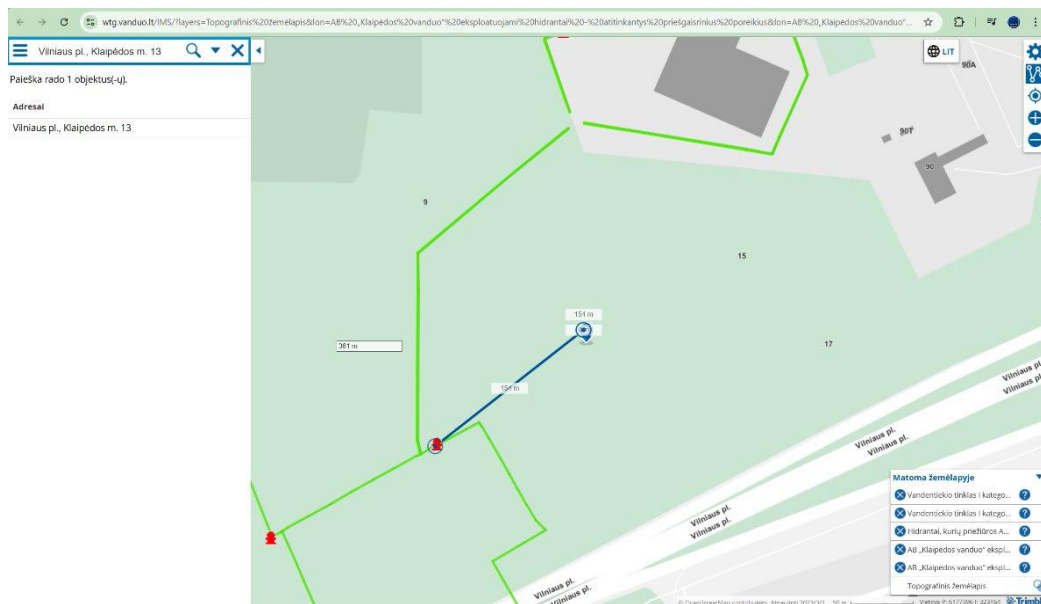 wtg.vanduo.lt/IMS/?layers=Topografinis%20žemėlapis&lon=AB%20„Klaipėdos%20vanduo“%20eksploatuojami%20hidrantai%20-%20atitinkantys%20priešgaisrinius%20poreikius&lon=AB%20„Klaipėdos%20vanduo“...
Vilniaus pl., Klaipėdos m. 13
Paieška rado 1 objektus(-ų).
Adresai
Vilniaus pl., Klaipėdos m. 13
LIT
90A
90T
90
9
15
154 m
17
381 m
154 m
Vilniaus pl.
Vilniaus pl.
Vilniaus pl.
Vilniaus pl.
Vilniaus pl.
Vilniaus pl.
Vilniaus pl.
Vilniaus pl.
Matoma žemėlapyje
Vandentiekio tinklas I katego...
Vandentiekio tinklas I katego...
Hidrantai, kurių priežiūros A...
AB „Klaipėdos vanduo“ ekspl...
AB „Klaipėdos vanduo“ ekspl...
Topografinis žemėlapis
© OpenStreetMap contributors.
Trimbl